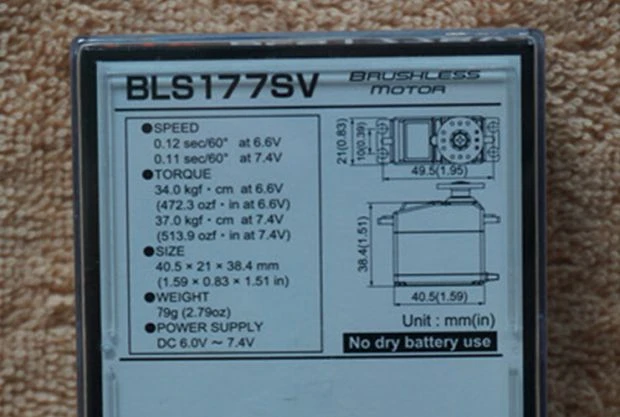 BLS177SV BRUSHLESS MOTOR
●SPEED
0.12 sec/60° at 6.6V
0.11 sec/60° at 7.4V
●TORQUE
34.0 kgf・cm at 6.6V
(472.3 ozf・in at 6.6V)
37.0 kgf・cm at 7.4V
(513.9 ozf・in at 7.4V)
●SIZE
40.5 × 21 × 38.4 mm
(1.59 × 0.83 × 1.51 in)
●WEIGHT
79g (2.79oz)
●POWER SUPPLY
DC 6.0V ～ 7.4V
21(0.83)
10(0.39)
49.5(1.95)
38.4(1.51)
40.5(1.59)
Unit : mm(in)
No dry battery use